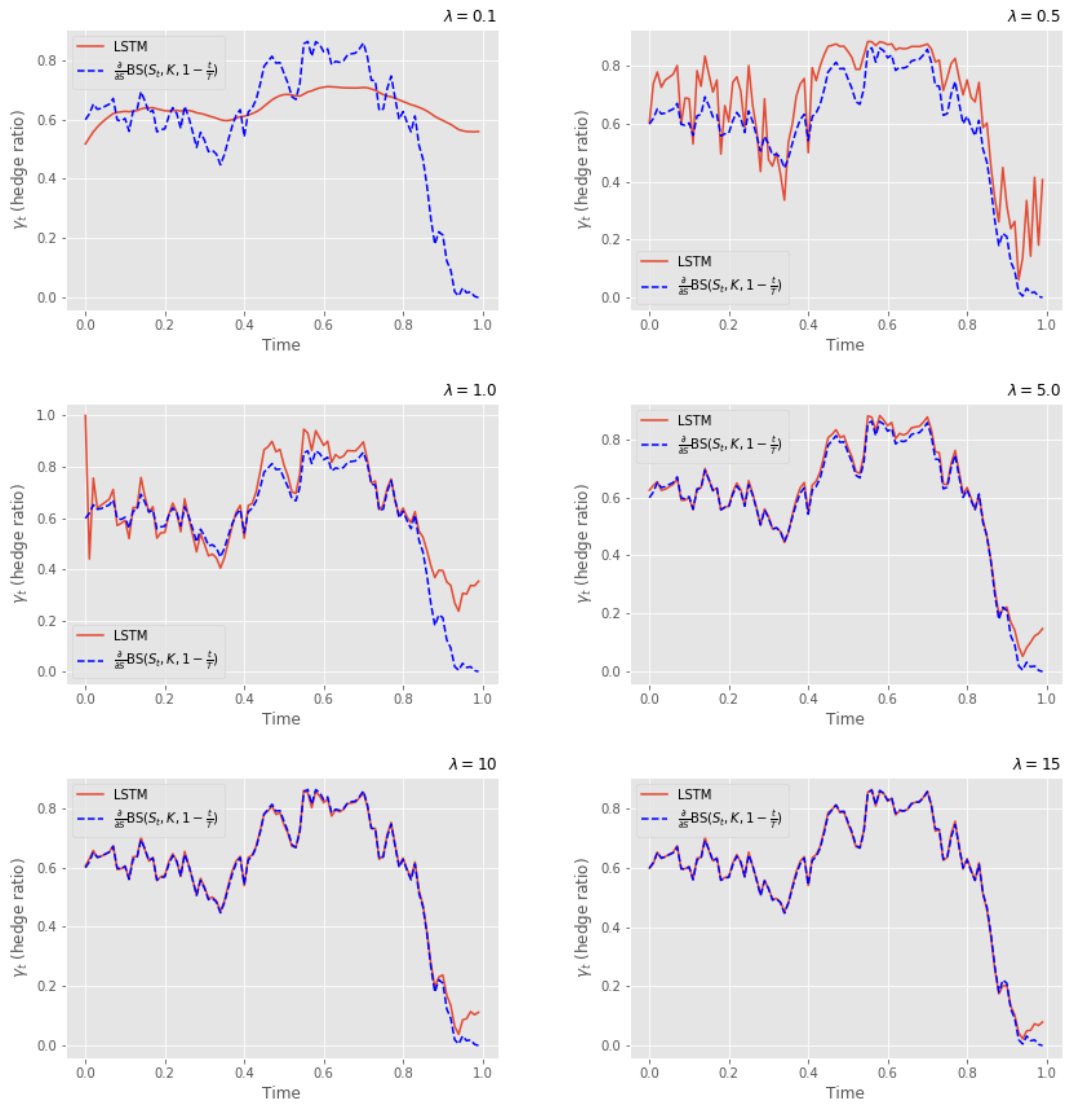 λ = 0.1
LSTM
∂/∂S BS(S_t, K, 1 − t/T)
γ_t (hedge ratio)
0.8
0.6
0.4
0.2
0.0
0.0 0.2 0.4 0.6 0.8 1.0
Time
λ = 0.5
γ_t (hedge ratio)
0.8
0.6
0.4
0.2
0.0
LSTM
∂/∂S BS(S_t, K, 1 − t/T)
0.0 0.2 0.4 0.6 0.8 1.0
Time
λ = 1.0
γ_t (hedge ratio)
1.0
0.8
0.6
0.4
0.2
0.0
LSTM
∂/∂S BS(S_t, K, 1 − t/T)
0.0 0.2 0.4 0.6 0.8 1.0
Time
λ = 5.0
LSTM
∂/∂S BS(S_t, K, 1 − t/T)
γ_t (hedge ratio)
0.8
0.6
0.4
0.2
0.0
0.0 0.2 0.4 0.6 0.8 1.0
Time
λ = 10
LSTM
∂/∂S BS(S_t, K, 1 − t/T)
γ_t (hedge ratio)
0.8
0.6
0.4
0.2
0.0
0.0 0.2 0.4 0.6 0.8 1.0
Time
λ = 15
LSTM
∂/∂S BS(S_t, K, 1 − t/T)
γ_t (hedge ratio)
0.8
0.6
0.4
0.2
0.0
0.0 0.2 0.4 0.6 0.8 1.0
Time